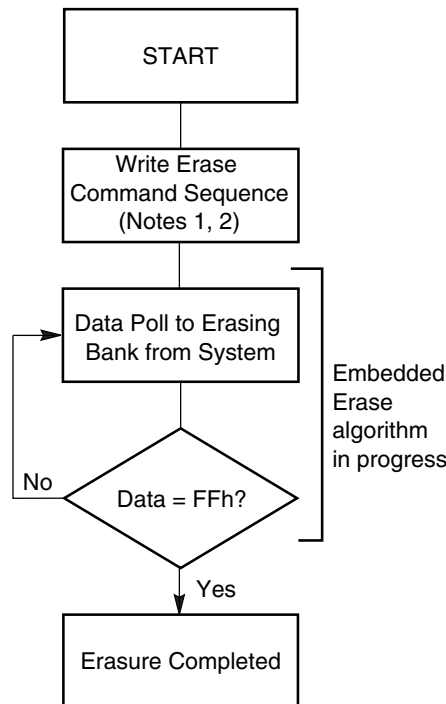 START
Write Erase
Command Sequence
(Notes 1, 2)
Data Poll to Erasing
Bank from System
Embedded
Erase
algorithm
in progress
No
Data = FFh?
Yes
Erasure Completed